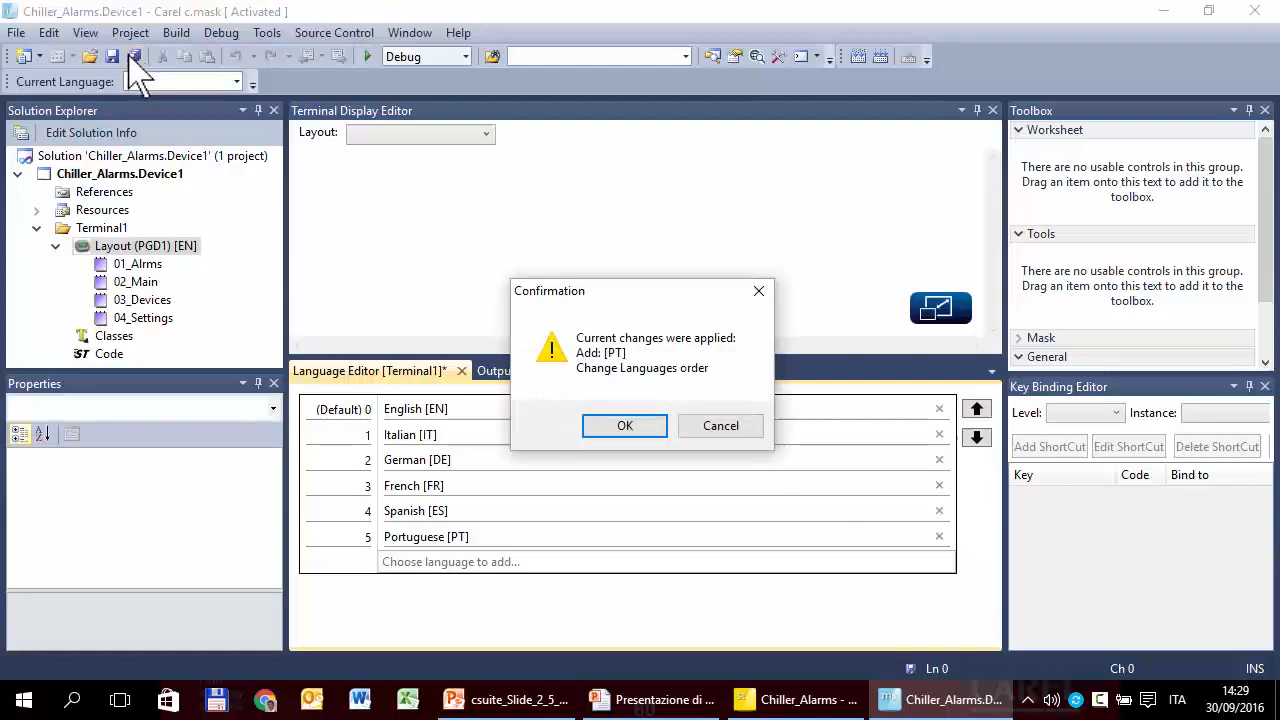 Chiller_Alarms.Device1 - Carel c.mask [ Activated ]
File Edit View Project Build Debug Tools Source Control Window Help
Debug
Current Language:
Solution Explorer
Edit Solution Info
Solution 'Chiller_Alarms.Device1' (1 project)
Chiller_Alarms.Device1
References
Resources
Terminal1
Layout (PGD1) [EN]
01_Alrms
02_Main
03_Devices
04_Settings
Classes
ST Code
Properties
Terminal Display Editor
Layout:
Language Editor [Terminal1]*
(Default) 0 English [EN]
1 Italian [IT]
2 German [DE]
3 French [FR]
4 Spanish [ES]
5 Portuguese [PT]
Choose language to add...
Confirmation
Current changes were applied:
Add: [PT]
Change Languages order
OK Cancel
Toolbox
Worksheet
There are no usable controls in this group.
Drag an item onto this text to add it to the
toolbox.
Tools
There are no usable controls in this group.
Drag an item onto this text to add it to the
toolbox.
Mask
General
Key Binding Editor
Level: Instance:
Add ShortCut Edit ShortCut Delete ShortCut
Key Code Bind to
Ln 0 Ch 0 INS
csuite_Slide_2_5_... Presentazione di ... Chiller_Alarms - ... Chiller_Alarms.D... ITA 14:29
30/09/2016